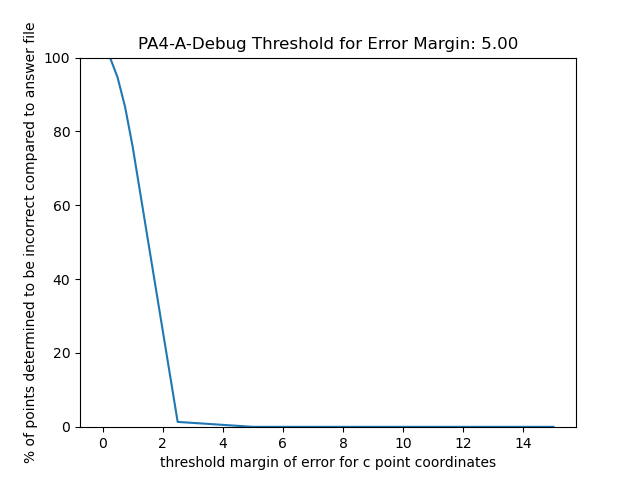 PA4-A-Debug Threshold for Error Margin: 5.00
% of points determined to be incorrect compared to answer file
100
80
60
40
20
0
0 2 4 6 8 10 12 14
threshold margin of error for c point coordinates